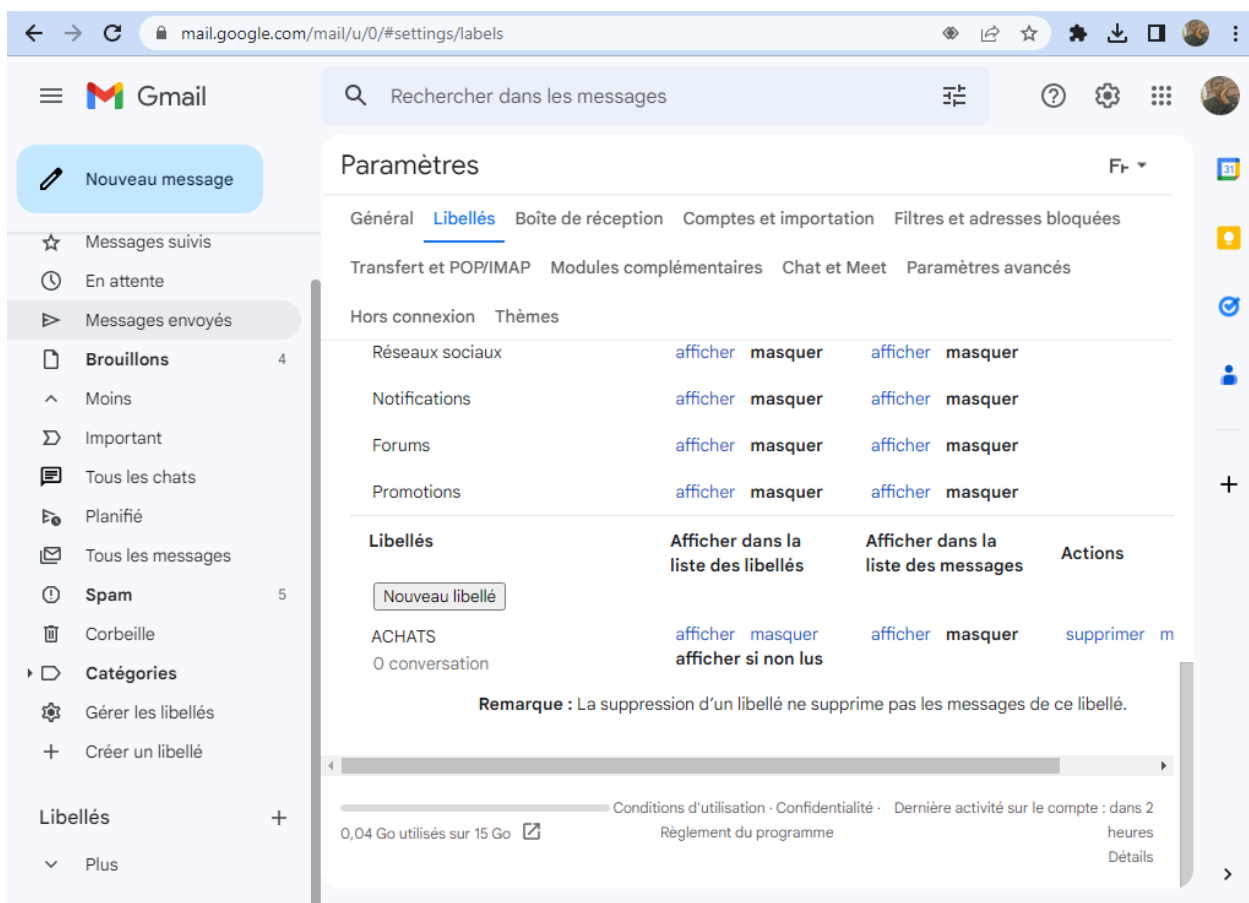 mail.google.com/mail/u/0/#settings/labels
Gmail
Rechercher dans les messages
Nouveau message
Messages suivis
En attente
Messages envoyés
Brouillons 4
Moins
Important
Tous les chats
Planifié
Tous les messages
Spam 5
Corbeille
Catégories
Gérer les libellés
Créer un libellé
Libellés
Plus
Paramètres
Général Libellés Boîte de réception Comptes et importation Filtres et adresses bloquées
Transfert et POP/IMAP Modules complémentaires Chat et Meet Paramètres avancés
Hors connexion Thèmes
Réseaux sociaux afficher masquer afficher masquer
Notifications afficher masquer afficher masquer
Forums afficher masquer afficher masquer
Promotions afficher masquer afficher masquer
Libellés Afficher dans la liste des libellés Afficher dans la liste des messages Actions
Nouveau libellé
ACHATS afficher masquer afficher masquer supprimer m
0 conversation afficher si non lus
Remarque : La suppression d’un libellé ne supprime pas les messages de ce libellé.
0,04 Go utilisés sur 15 Go
Conditions d'utilisation · Confidentialité ·
Règlement du programme
Dernière activité sur le compte : dans 2
heures
Détails
31